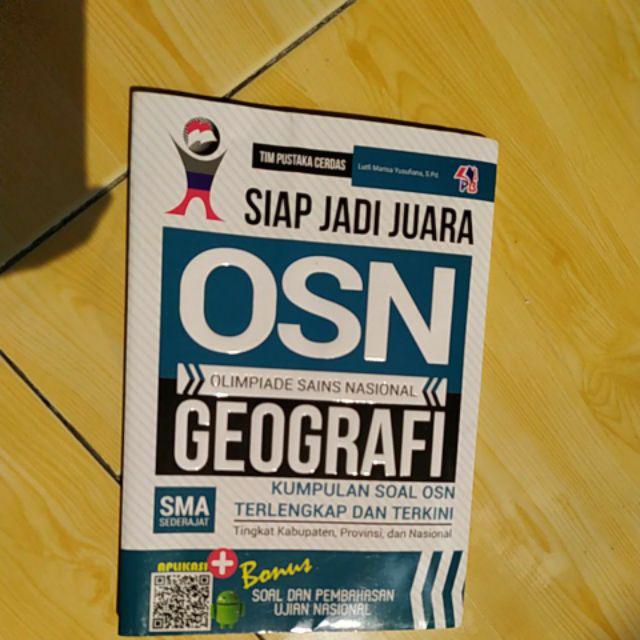 TIM PUSTAKA CERDAS
Lutfi Marisa Yusufiana, S.Pd.
SIAP JADI JUARA
OSN
OLIMPIADE SAINS NASIONAL
GEOGRAFI
KUMPULAN SOAL OSN
TERLENGKAP DAN TERKINI
Tingkat Kabupaten, Provinsi, dan Nasional
SMA
SEDERAJAT
APLIKASI + Bonus
SOAL DAN PEMBAHASAN
UJIAN NASIONAL